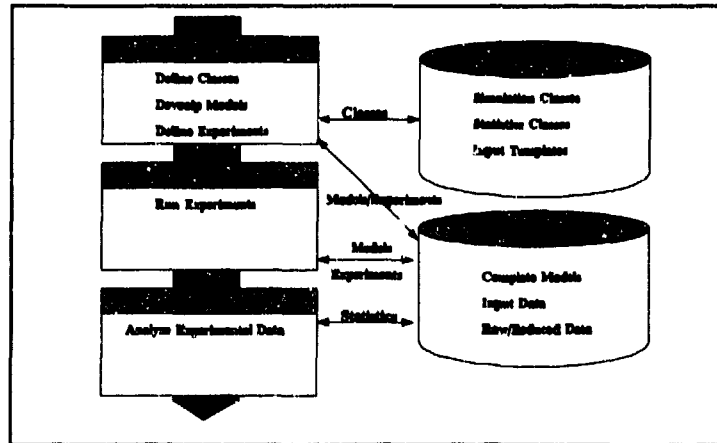 Define Classes
Develop Models
Define Experiments
Classes
Simulation Classes
Statistics Classes
Input Templates
Run Experiments
Models/Experiments
Models
Experiments
Complete Models
Input Data
Raw/Reduced Data
Analyze Experimental Data
Statistics